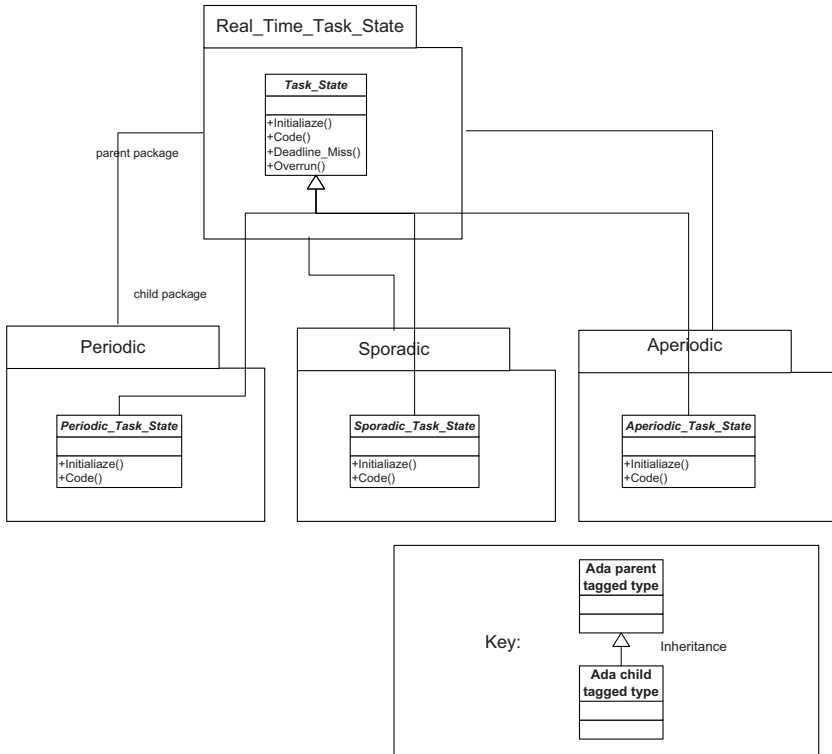 Real_Time_Task_State
Task_State
+Initialiaze()
+Code()
+Deadline_Miss()
+Overrun()
parent package
child package
Periodic
Sporadic
Aperiodic
Periodic_Task_State
+Initialiaze()
+Code()
Sporadic_Task_State
+Initialiaze()
+Code()
Aperiodic_Task_State
+Initialiaze()
+Code()
Key:
Ada parent
tagged type
Inheritance
Ada child
tagged type